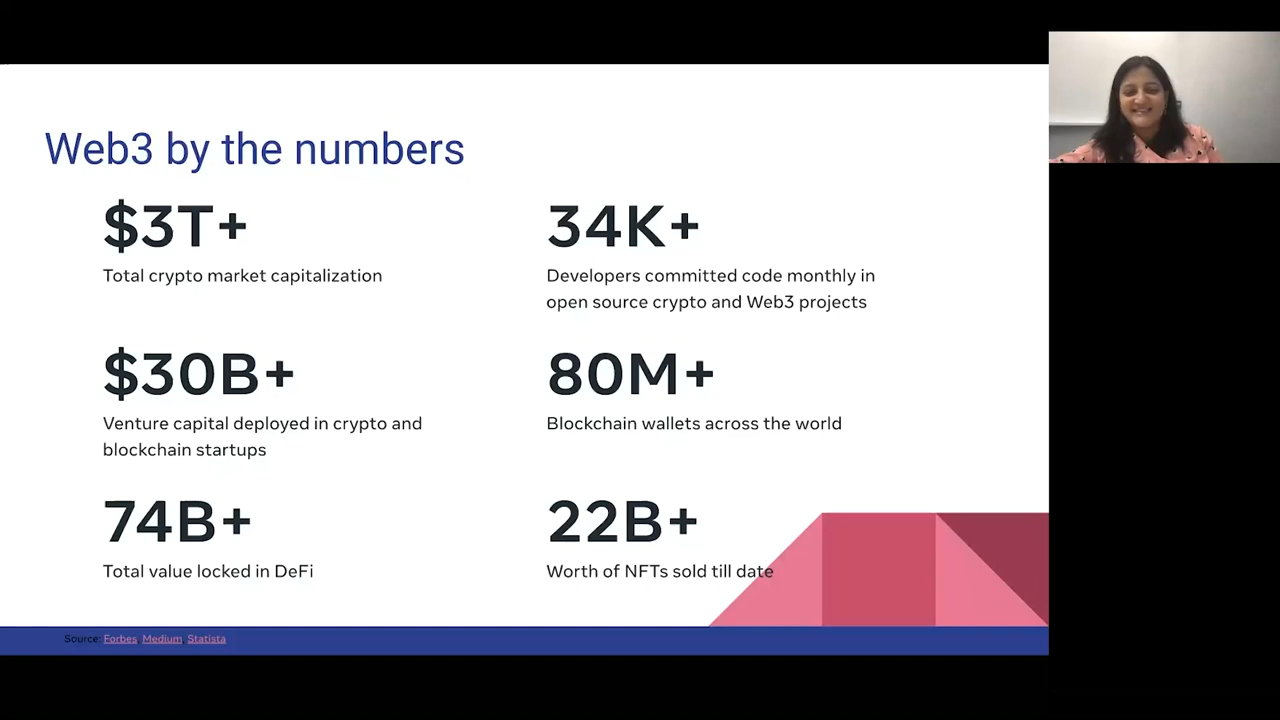 Web3 by the numbers
$3T+
Total crypto market capitalization
34K+
Developers committed code monthly in
open source crypto and Web3 projects
$30B+
Venture capital deployed in crypto and
blockchain startups
80M+
Blockchain wallets across the world
74B+
Total value locked in DeFi
22B+
Worth of NFTs sold till date
Source: Forbes, Medium, Statista